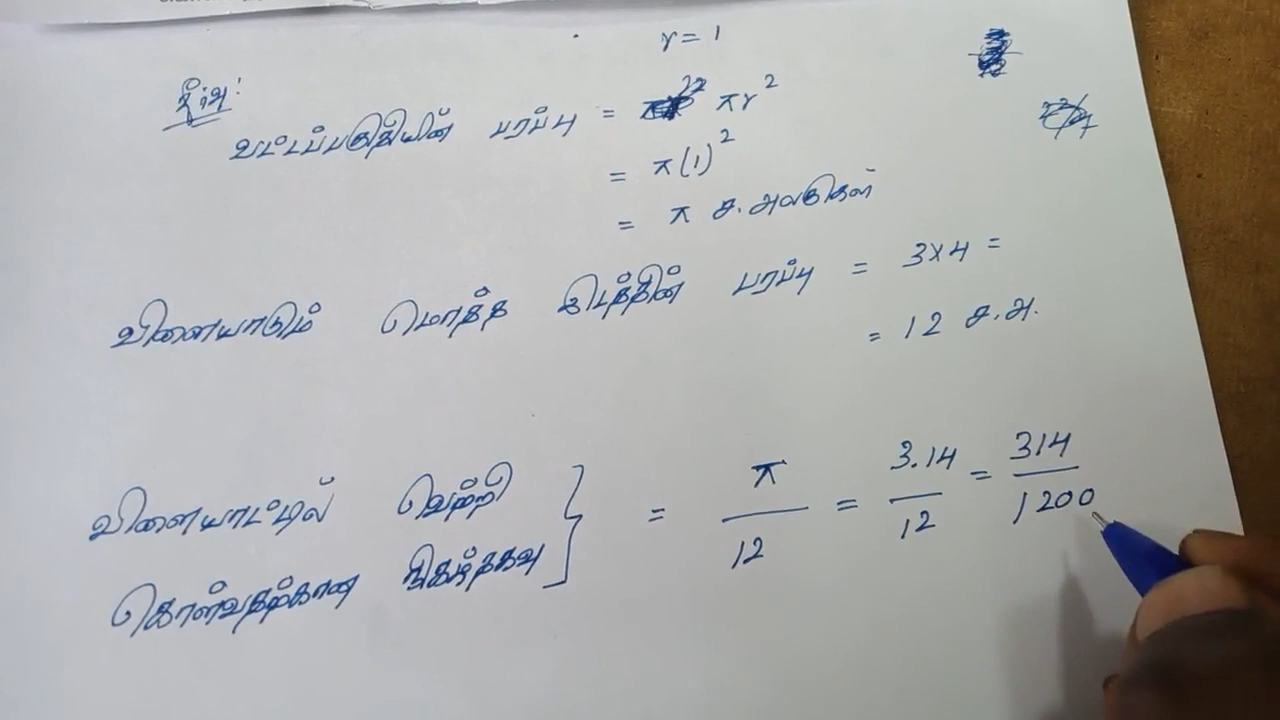 r = 1
தீர்வு:
வட்டப்பகுதியின் பரப்பு = πr²
= π(1)²
= π ச.அலகுகள்
விளையாடும் மொத்த இடத்தின் பரப்பு = 3×4 =
= 12 ச.அ.
விளையாட்டில் வெற்றி
கொள்வதற்கான நிகழ்தகவு } = π/12 = 3.14/12 = 314/1200